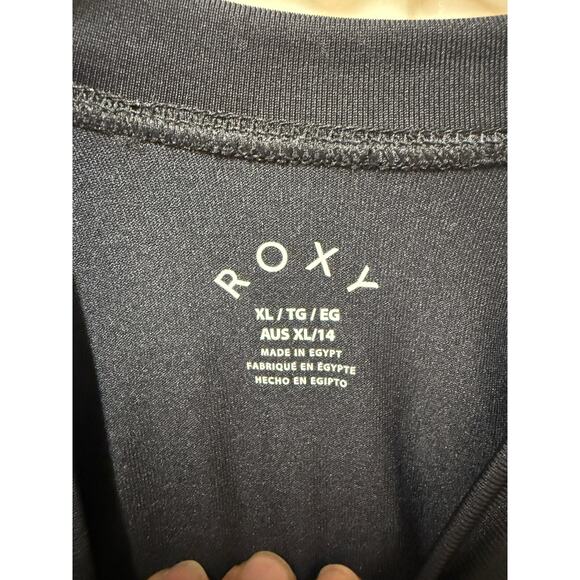 ROXY
XL / TG / EG
AUS XL/14
MADE IN EGYPT
FABRIQUÉ EN ÉGYPTE
HECHO EN EGIPTO